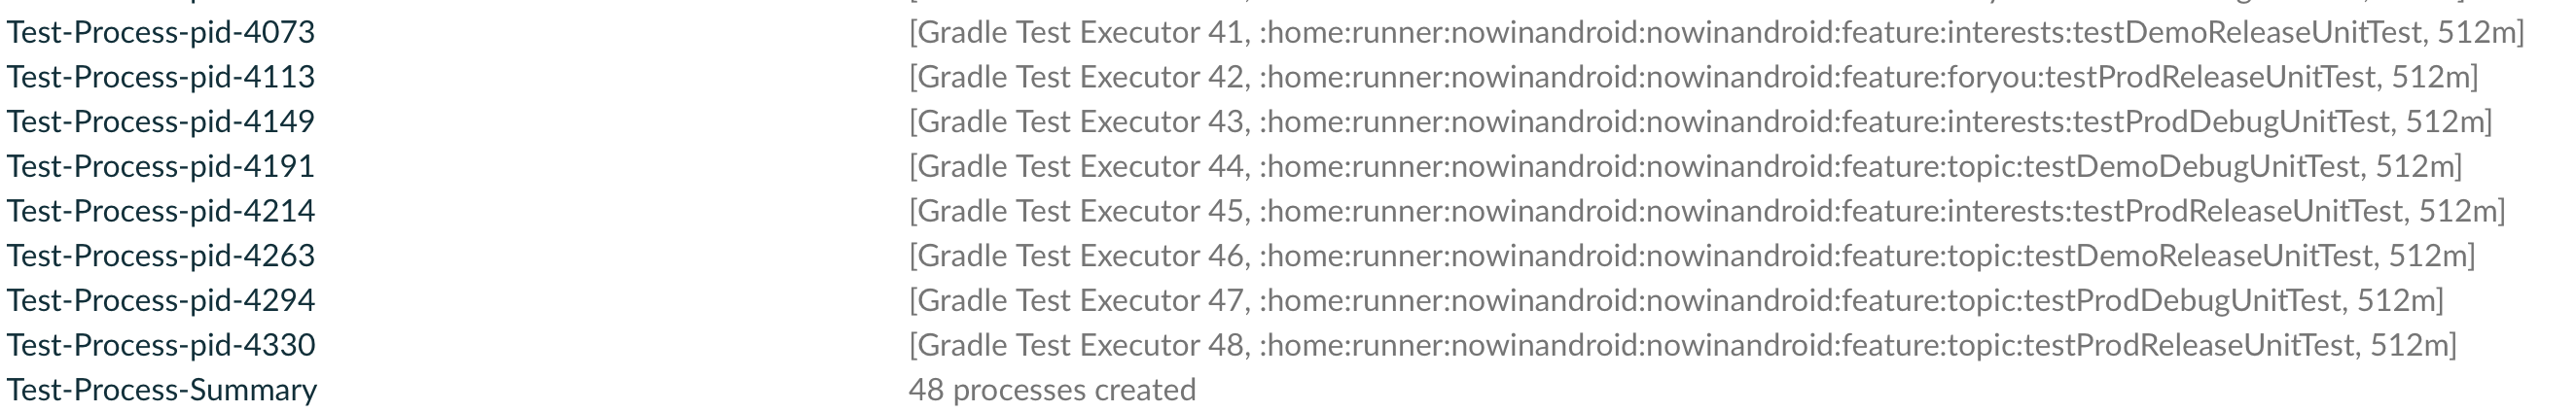 Test-Process-pid-4073 [Gradle Test Executor 41, :home:runner:nowinandroid:nowinandroid:feature:interests:testDemoReleaseUnitTest, 512m]
Test-Process-pid-4113 [Gradle Test Executor 42, :home:runner:nowinandroid:nowinandroid:feature:foryou:testProdReleaseUnitTest, 512m]
Test-Process-pid-4149 [Gradle Test Executor 43, :home:runner:nowinandroid:nowinandroid:feature:interests:testProdDebugUnitTest, 512m]
Test-Process-pid-4191 [Gradle Test Executor 44, :home:runner:nowinandroid:nowinandroid:feature:topic:testDemoDebugUnitTest, 512m]
Test-Process-pid-4214 [Gradle Test Executor 45, :home:runner:nowinandroid:nowinandroid:feature:interests:testProdReleaseUnitTest, 512m]
Test-Process-pid-4263 [Gradle Test Executor 46, :home:runner:nowinandroid:nowinandroid:feature:topic:testDemoReleaseUnitTest, 512m]
Test-Process-pid-4294 [Gradle Test Executor 47, :home:runner:nowinandroid:nowinandroid:feature:topic:testProdDebugUnitTest, 512m]
Test-Process-pid-4330 [Gradle Test Executor 48, :home:runner:nowinandroid:nowinandroid:feature:topic:testProdReleaseUnitTest, 512m]
Test-Process-Summary 48 processes created